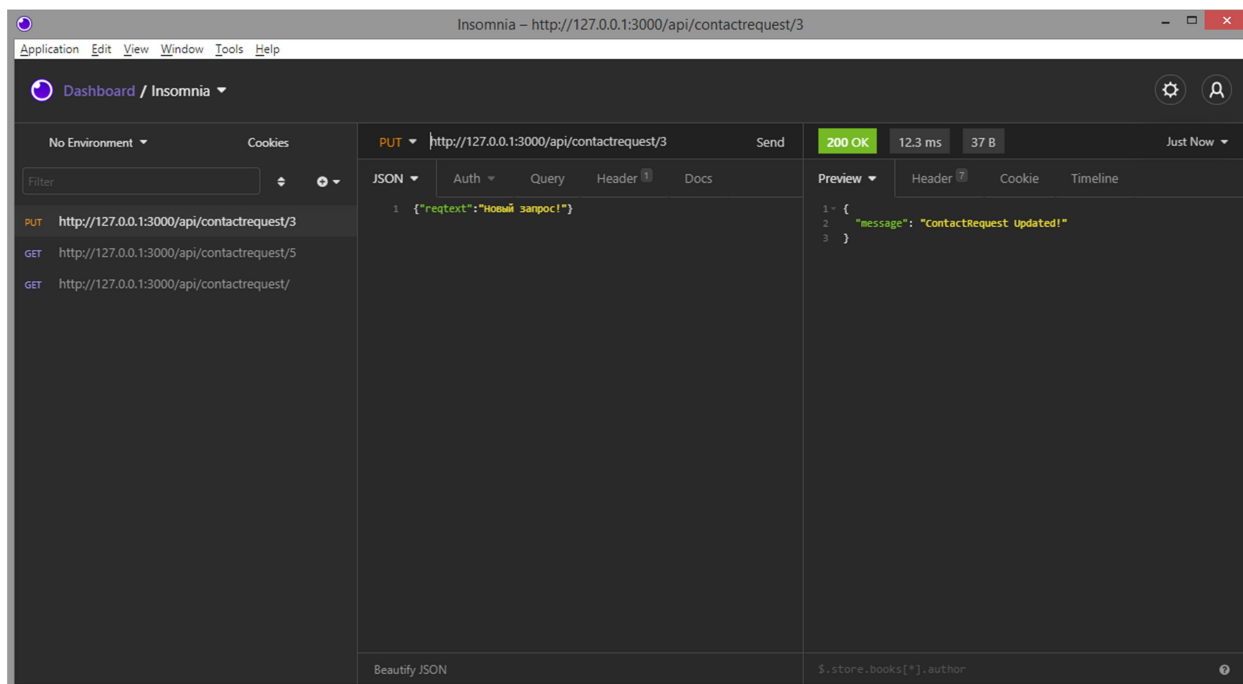 Insomnia – http://127.0.0.1:3000/api/contactrequest/3
Application Edit View Window Tools Help
Dashboard / Insomnia
No Environment Cookies
Filter
PUT http://127.0.0.1:3000/api/contactrequest/3
GET http://127.0.0.1:3000/api/contactrequest/5
GET http://127.0.0.1:3000/api/contactrequest/
PUT http://127.0.0.1:3000/api/contactrequest/3 Send
JSON Auth Query Header 1 Docs
1 {"reqtext":"Новый запрос!"}
Beautify JSON
200 OK 12.3 ms 37 B Just Now
Preview Header 7 Cookie Timeline
1 {
2 "message": "ContactRequest Updated!"
3 }
$.store.books[*].author